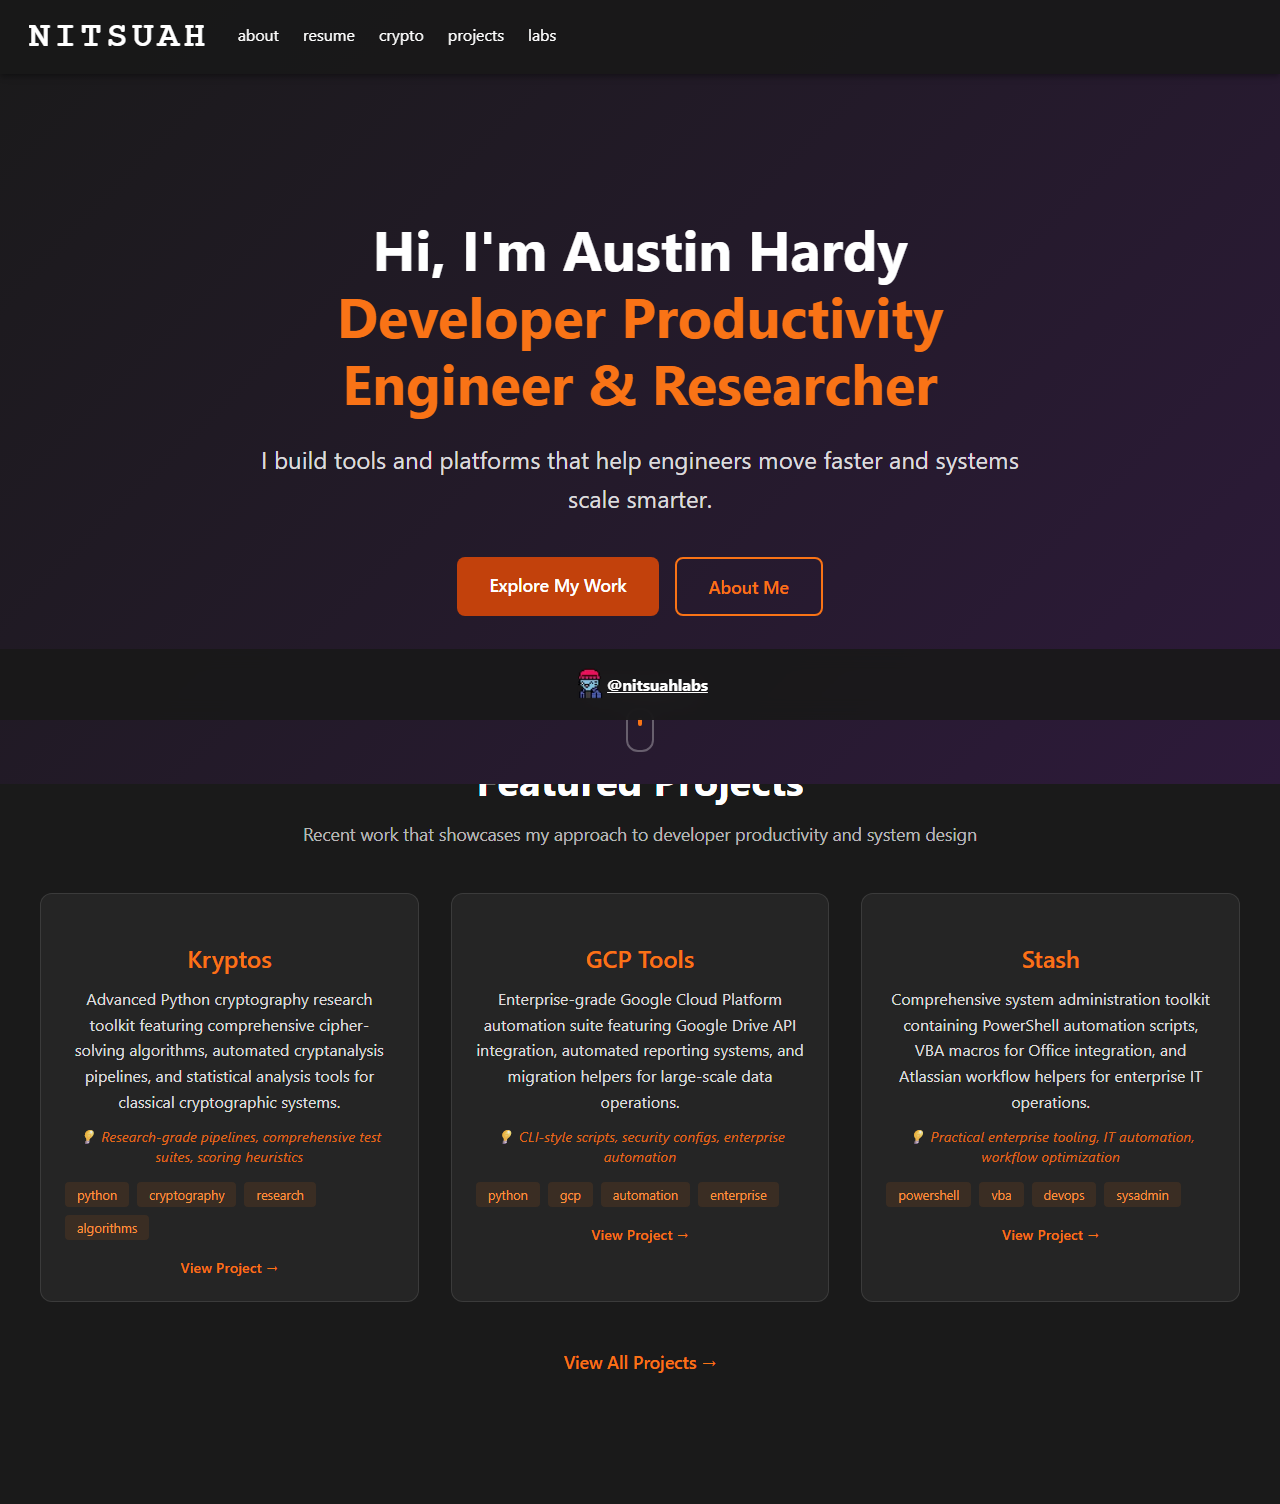 NITSUAH
about
resume
crypto
projects
labs
Hi, I'm Austin Hardy
Developer Productivity
Engineer & Researcher
I build tools and platforms that help engineers move faster and systems
scale smarter.
Explore My Work
About Me
@nitsuahlabs
Featured Projects
Recent work that showcases my approach to developer productivity and system design
Kryptos
Advanced Python cryptography research
toolkit featuring comprehensive cipher-
solving algorithms, automated cryptanalysis
pipelines, and statistical analysis tools for
classical cryptographic systems.
💡 Research-grade pipelines, comprehensive test
suites, scoring heuristics
python
cryptography
research
algorithms
View Project →
GCP Tools
Enterprise-grade Google Cloud Platform
automation suite featuring Google Drive API
integration, automated reporting systems, and
migration helpers for large-scale data
operations.
💡 CLI-style scripts, security configs, enterprise
automation
python
gcp
automation
enterprise
View Project →
Stash
Comprehensive system administration toolkit
containing PowerShell automation scripts,
VBA macros for Office integration, and
Atlassian workflow helpers for enterprise IT
operations.
💡 Practical enterprise tooling, IT automation,
workflow optimization
powershell
vba
devops
sysadmin
View Project →
View All Projects →